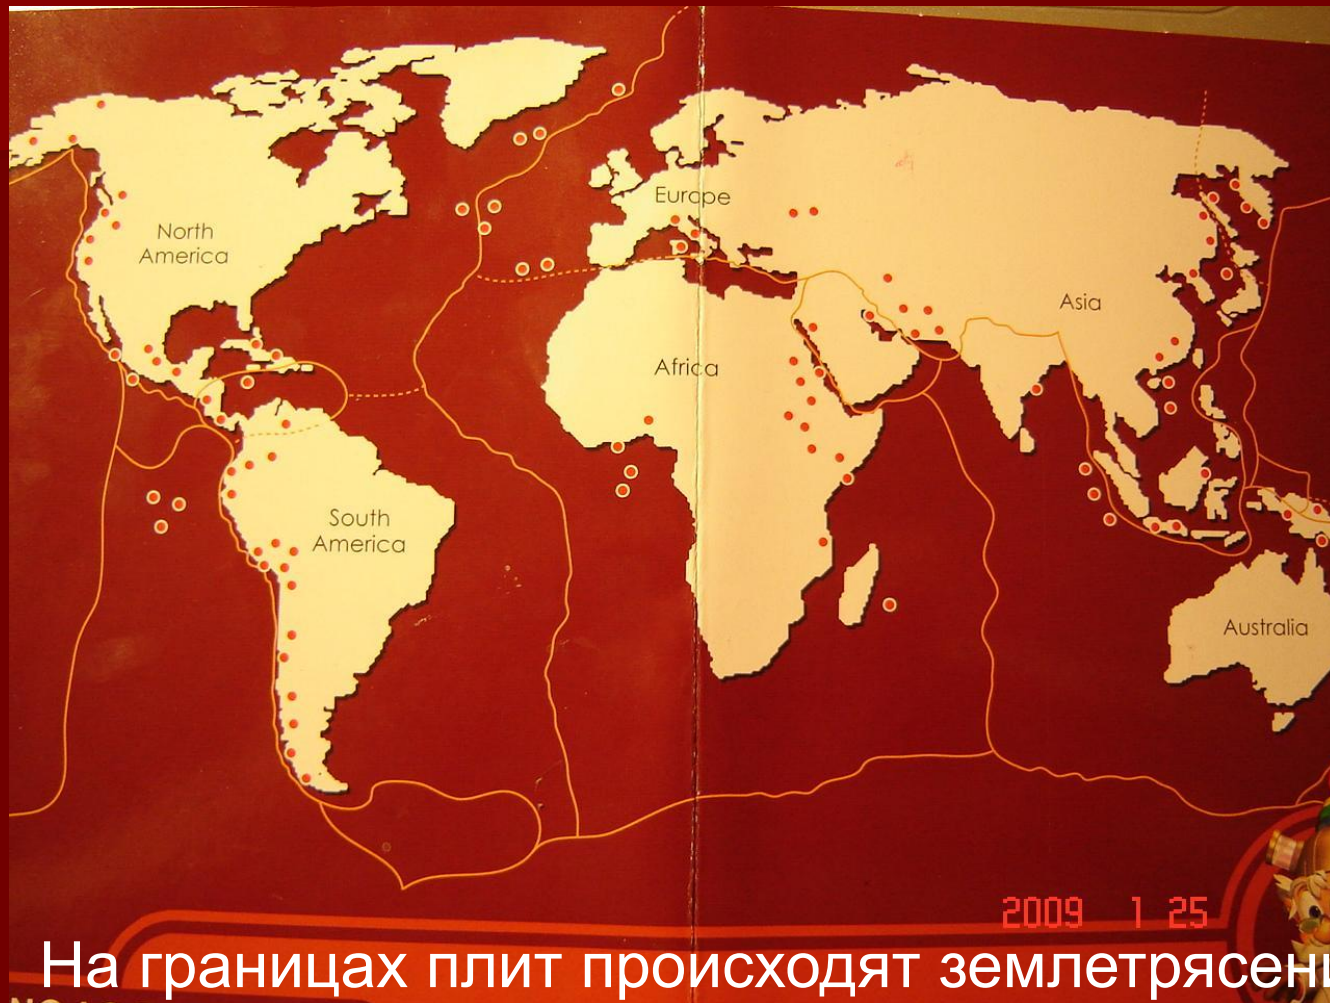 North
America
Europe
Asia
Africa
South
America
Australia
2009 1 25
На границах плит происходят землетрясени